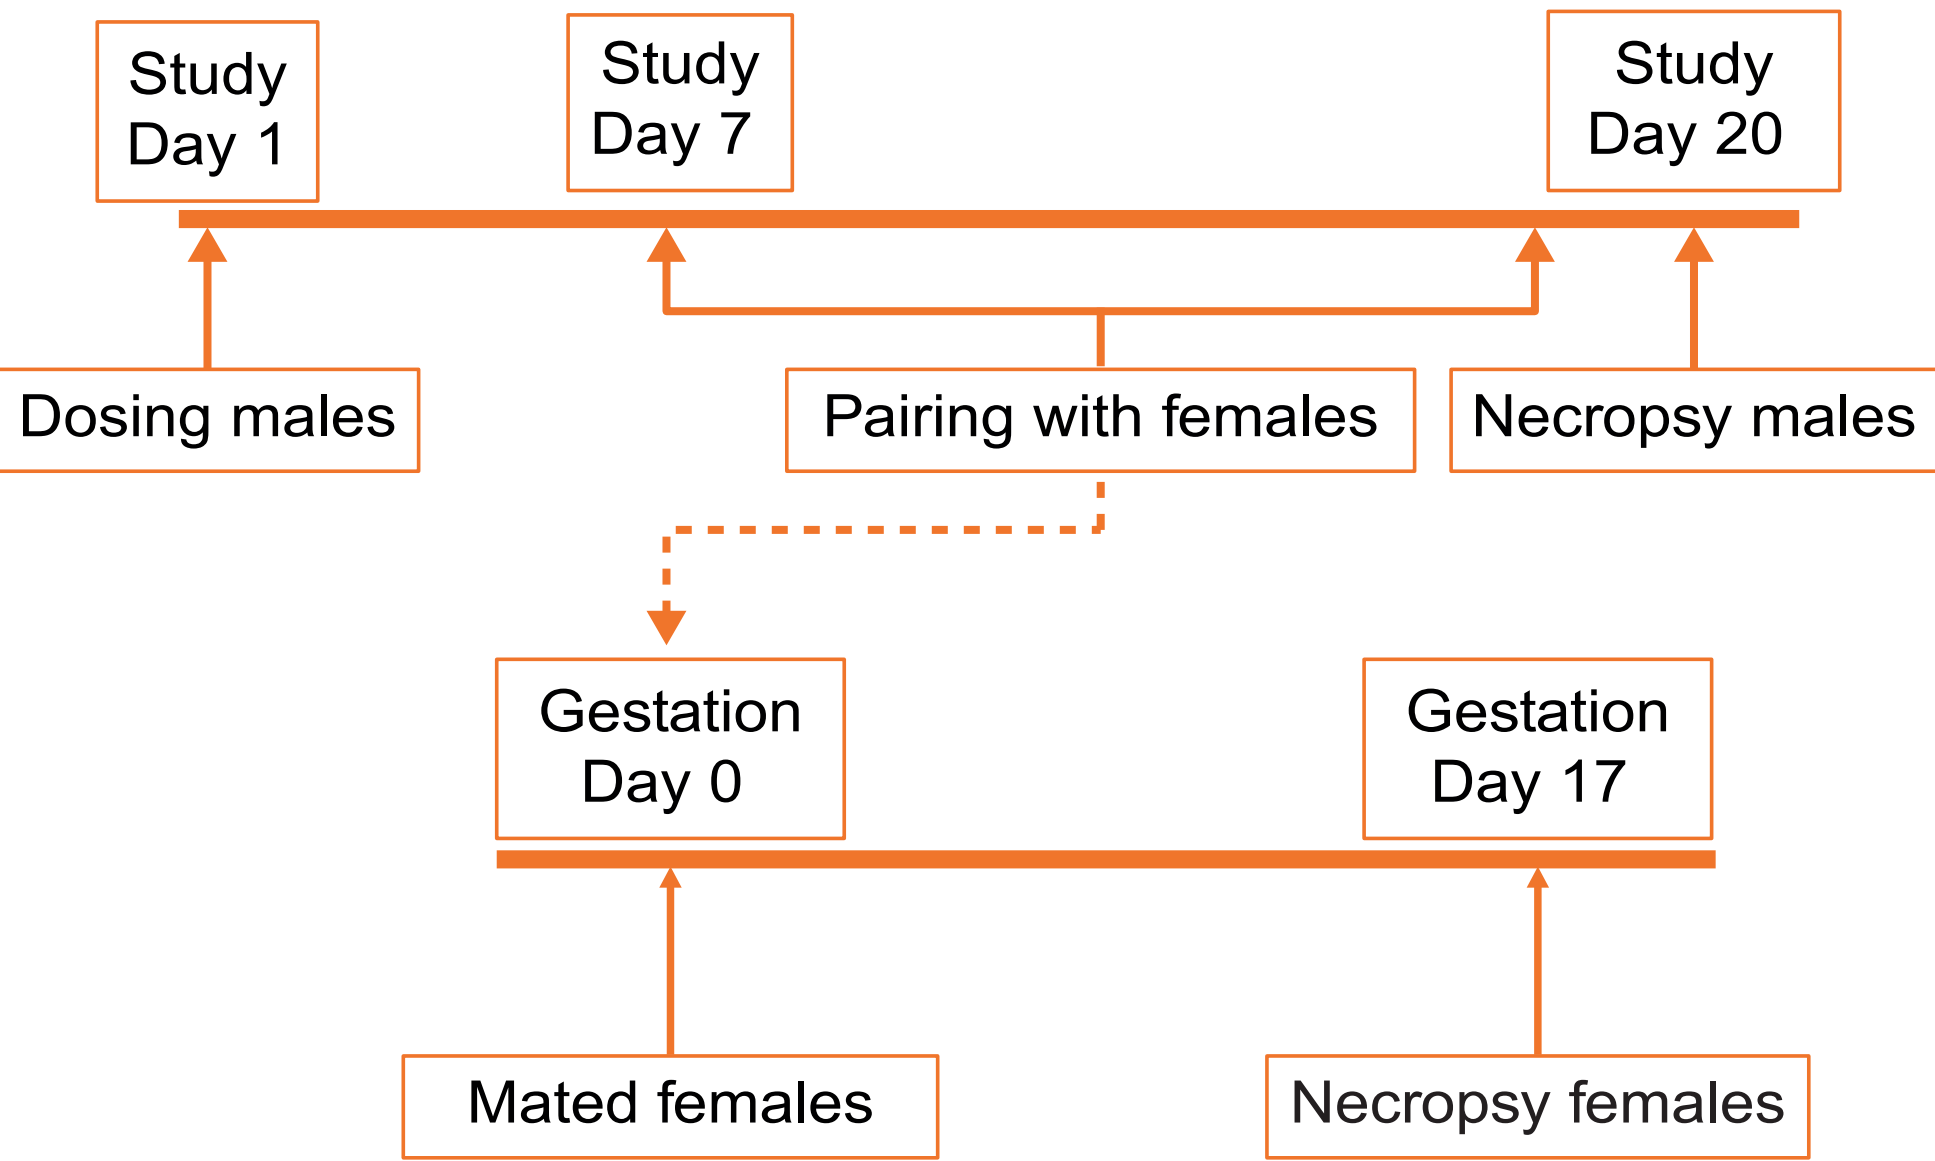 Study
Day 1
Study
Day 7
Study
Day 20
Dosing males
Pairing with females
Necropsy males
Gestation
Day 0
Gestation
Day 17
Mated females
Necropsy females